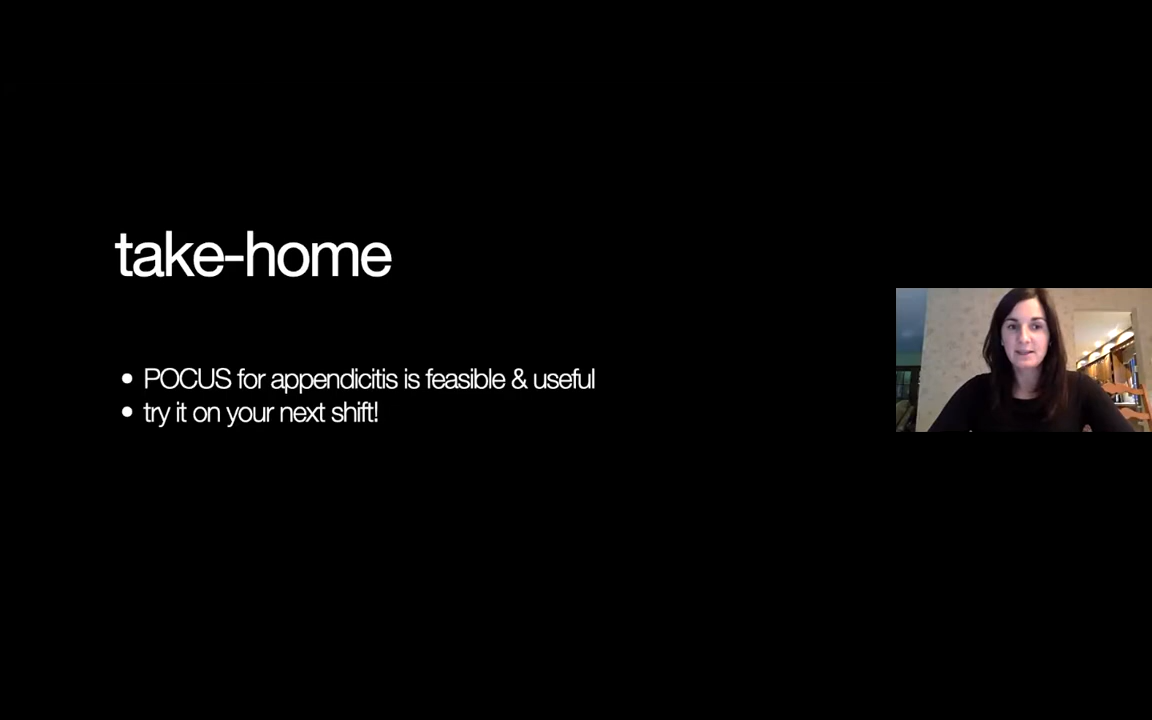 take-home
• POCUS for appendicitis is feasible & useful
• try it on your next shift!